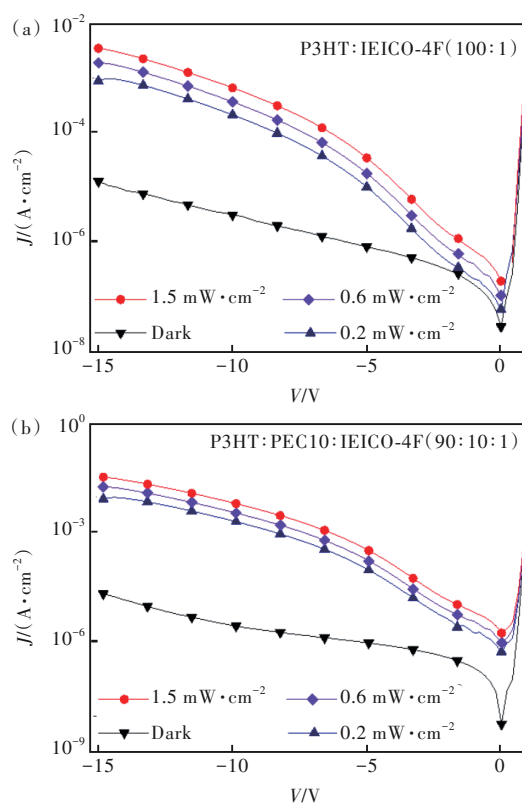 (a)
P3HT:IEICO-4F(100:1)
10⁻²
10⁻⁴
10⁻⁶
10⁻⁸
J/(A·cm⁻²)
1.5 mW·cm⁻² 0.6 mW·cm⁻²
Dark 0.2 mW·cm⁻²
−15 −10 −5 0
V/V
(b)
P3HT:PEC10:IEICO-4F(90:10:1)
10⁰
10⁻³
10⁻⁶
10⁻⁹
J/(A·cm⁻²)
1.5 mW·cm⁻² 0.6 mW·cm⁻²
Dark 0.2 mW·cm⁻²
−15 −10 −5 0
V/V